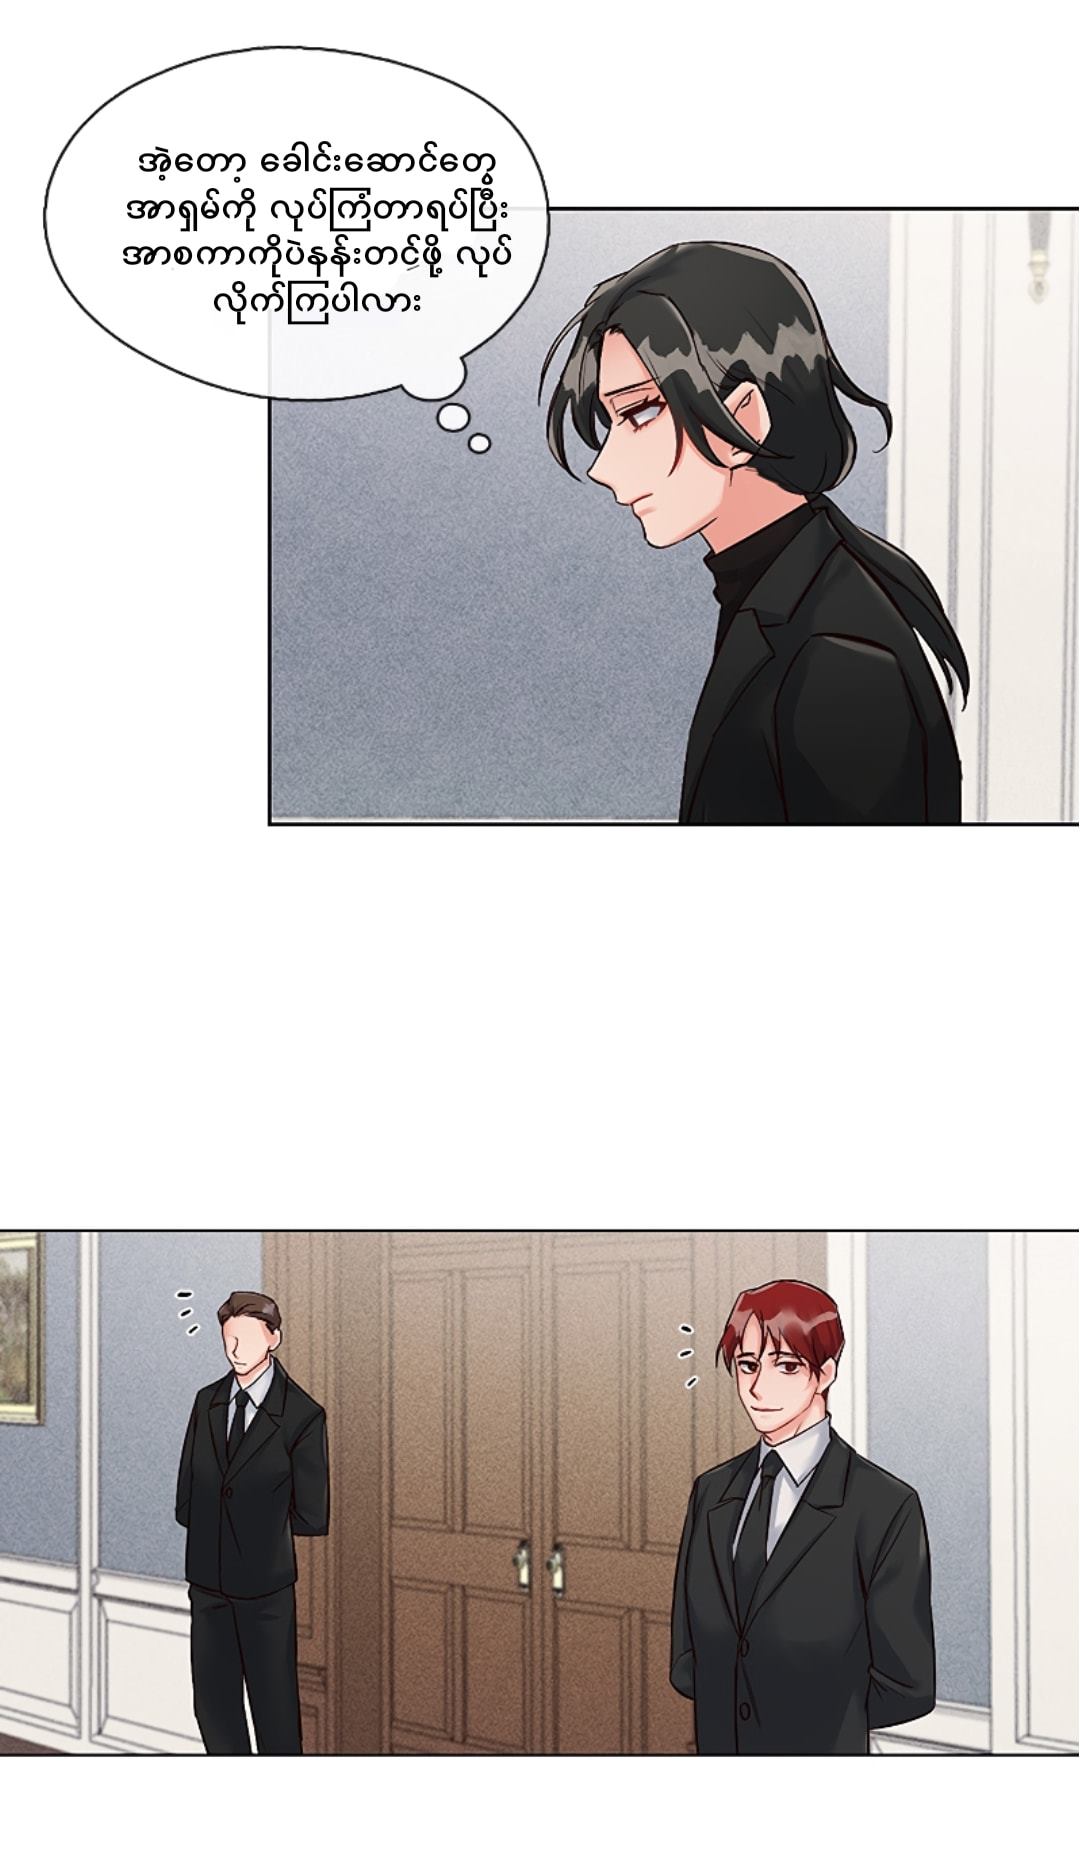 အဲ့တော့ ခေါင်းဆောင်တွေ
အာရှမ်ကို လုပ်ကြံတာရပ်ပြီး
အာစကာကိုပဲနန်းတင်ဖို့ လုပ်
လိုက်ကြပါလား